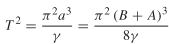 T² = π²a³/γ = π² (B + A)³/8γ